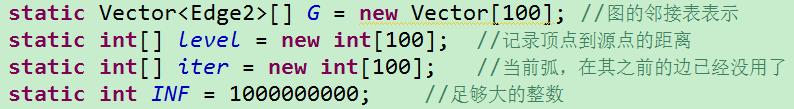 static Vector<Edge2>[] G = new Vector[100]; //图的邻接表表示
static int[] level = new int[100]; //记录顶点到源点的距离
static int[] iter = new int[100]; //当前弧，在其之前的边已经没用了
static int INF = 1000000000; //足够大的整数